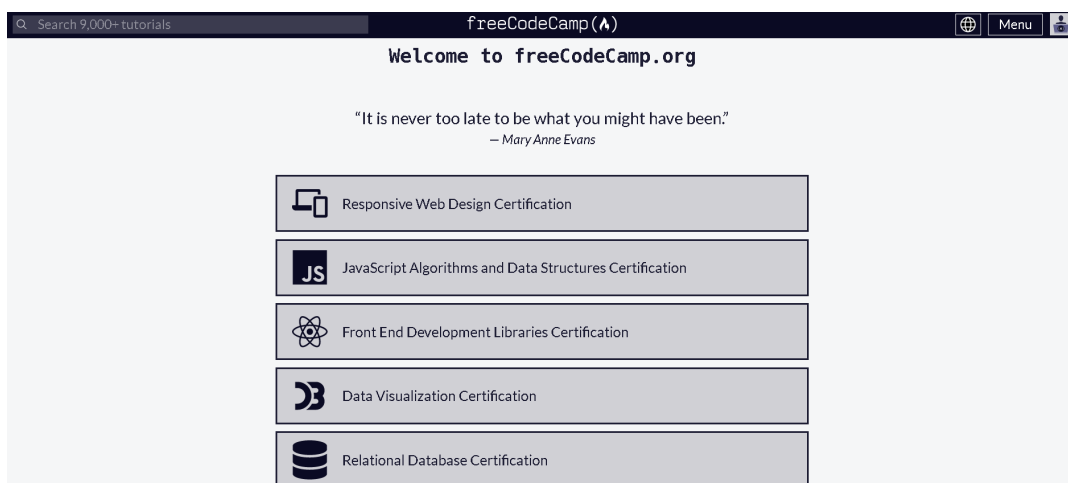 Search 9,000+ tutorials
freeCodeCamp(🔥)
Menu
Welcome to freeCodeCamp.org
“It is never too late to be what you might have been.”
— Mary Anne Evans
Responsive Web Design Certification
JS
JavaScript Algorithms and Data Structures Certification
Front End Development Libraries Certification
Data Visualization Certification
Relational Database Certification